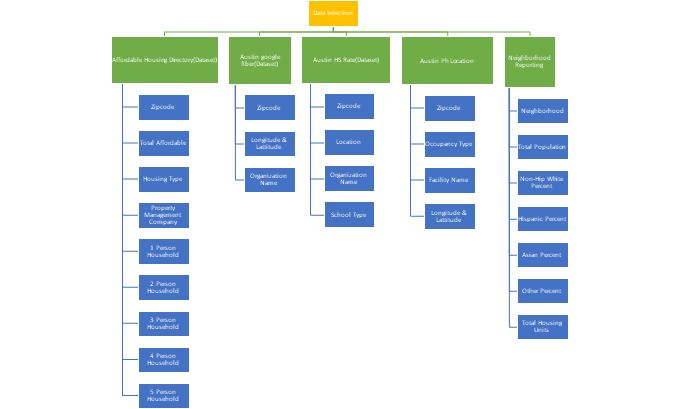 Data Selection
Affordable Housing Directory(Dataset)
Zipcode
Total Affordable
Housing Type
Property
Management
Company
1 Person
Household
2 Person
Household
3 Person
Household
4 Person
Household
5 Person
Household
Austin google
fiber(Dataset)
Zipcode
Longitude &
Lattitude
Organization
Name
Austin HS Rate(Dataset)
Zipcode
Location
Organization
Name
School Type
Austin Ph Location
Zipcode
Occupancy Type
Facility Name
Longitude &
Lattitude
Neighborhood
Reporting
Neighborhood
Total Population
Non-Hip White
Percent
Hispanic Percent
Asian Percent
Other Percent
Total Housing
Units